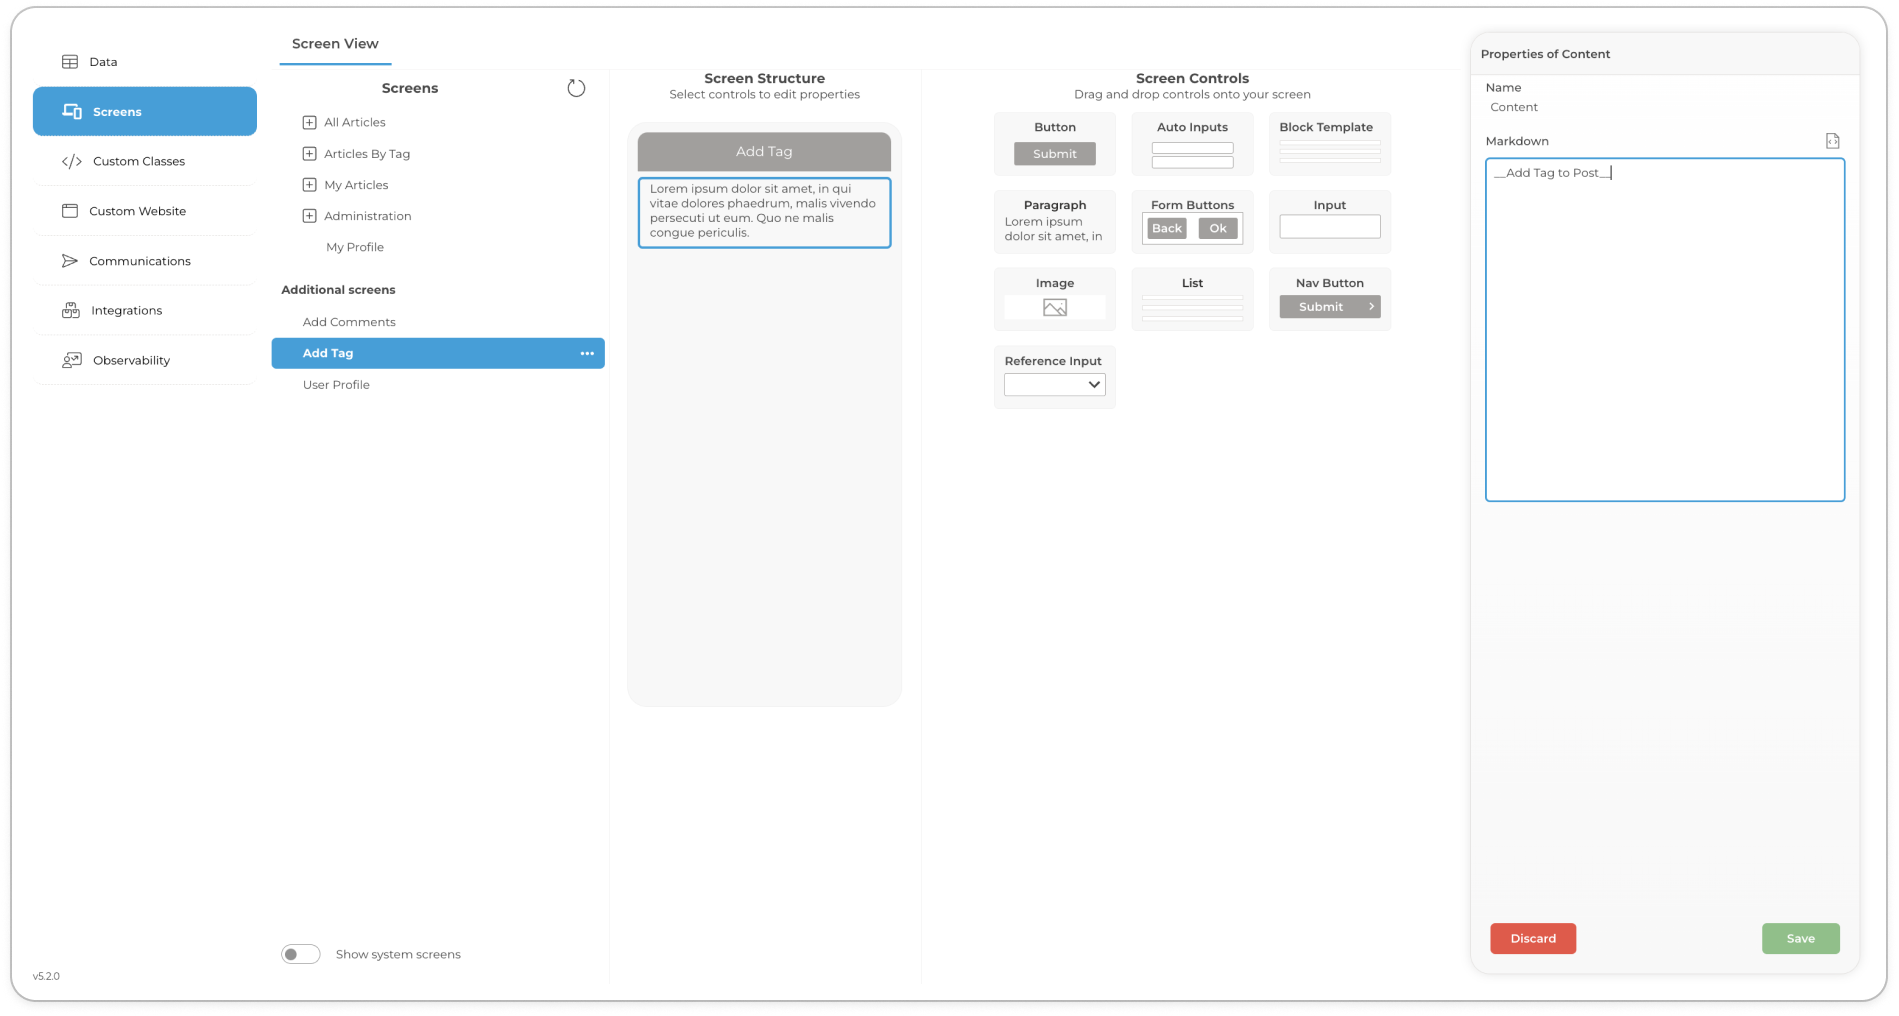 Data
Screens
Custom Classes
Custom Website
Communications
Integrations
Observability
v5.2.0
Screen View
Screens
All Articles
Articles By Tag
My Articles
Administration
My Profile
Additional screens
Add Comments
Add Tag
User Profile
Show system screens
Screen Structure
Select controls to edit properties
Add Tag
Lorem ipsum dolor sit amet, in qui
vitae dolores phaedrum, malis vivendo
persecuti ut eum. Quo ne malis
congue periculis.
Screen Controls
Drag and drop controls onto your screen
Button
Submit
Auto Inputs
Block Template
Paragraph
Lorem ipsum
dolor sit amet, in
Form Buttons
Back Ok
Input
Image
List
Nav Button
Submit
Reference Input
Properties of Content
Name
Content
Markdown
__Add Tag to Post__
Discard
Save